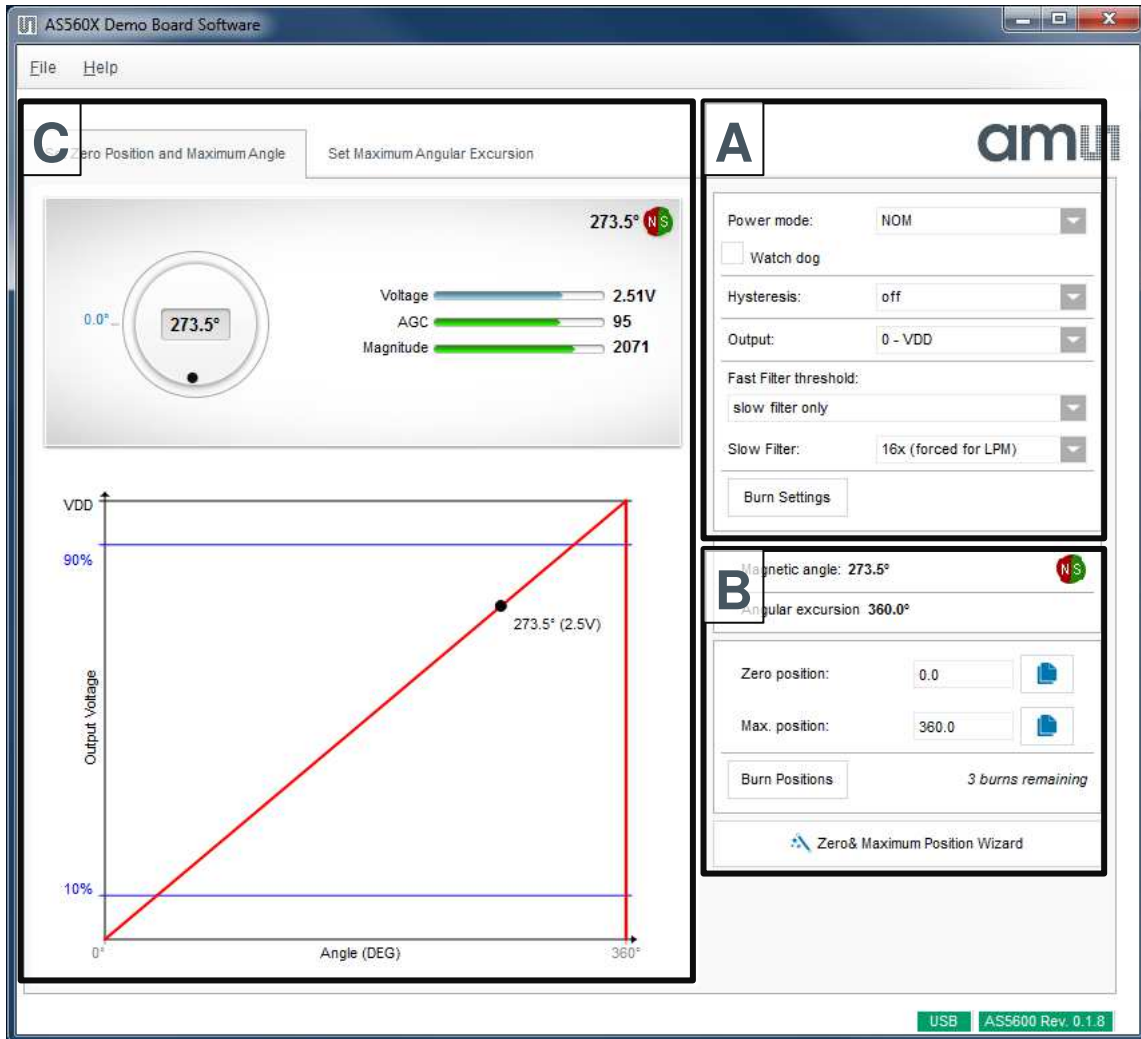 AS560X Demo Board Software
File Help
C
Zero Position and Maximum Angle
Set Maximum Angular Excursion
273.5° N S
0.0°
273.5°
Voltage 2.51V
AGC 95
Magnitude 2071
VDD
90%
273.5° (2.5V)
Output Voltage
10%
0° Angle (DEG) 360°
A
am
Power mode: NOM
Watch dog
Hysteresis: off
Output: 0 - VDD
Fast Filter threshold:
slow filter only
Slow Filter: 16x (forced for LPM)
Burn Settings
B
Magnetic angle: 273.5° N S
Angular excursion 360.0°
Zero position: 0.0
Max. position: 360.0
Burn Positions 3 burns remaining
Zero& Maximum Position Wizard
USB AS5600 Rev. 0.1.8